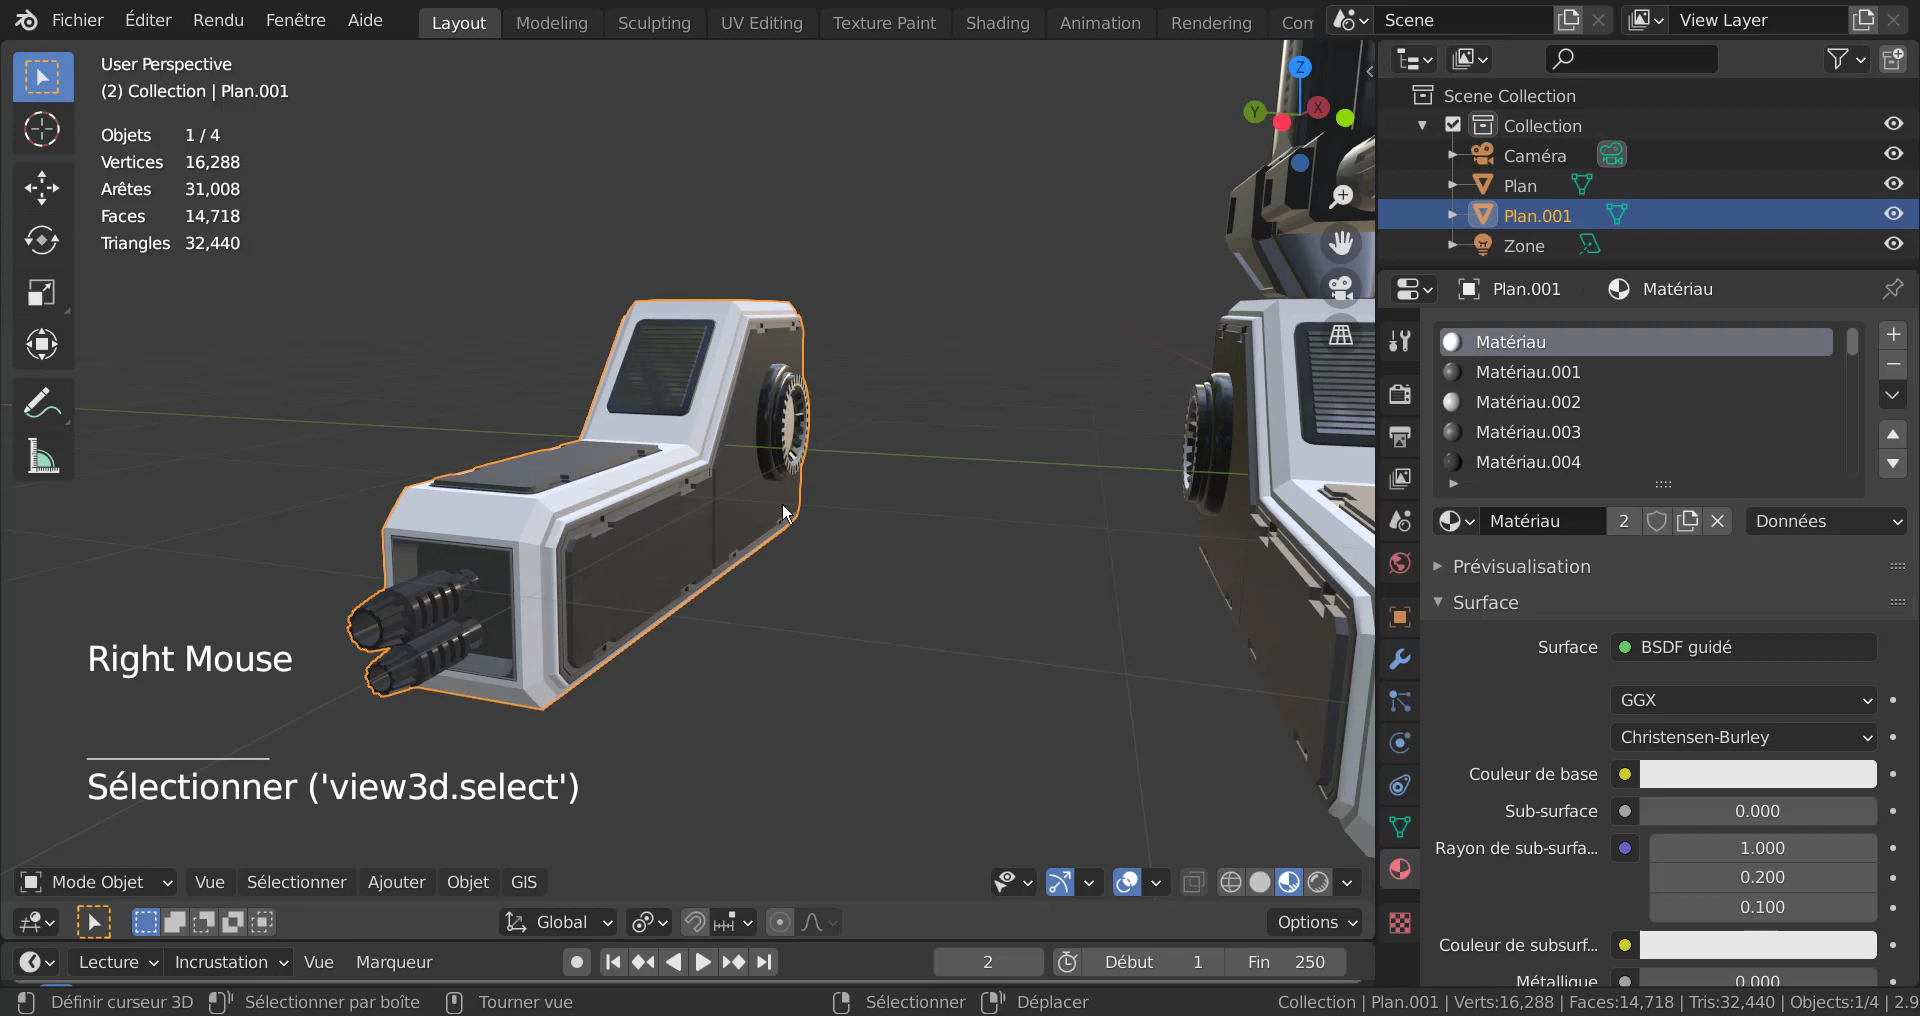 Fichier Éditer Rendu Fenêtre Aide Layout Modeling Sculpting UV Editing Texture Paint Shading Animation Rendering Com Scene View Layer
User Perspective
(2) Collection | Plan.001
Objets 1 / 4
Vertices 16,288
Arêtes 31,008
Faces 14,718
Triangles 32,440
Z
Y
X
Right Mouse
Sélectionner ('view3d.select')
Scene Collection
Collection
Caméra
Plan
Plan.001
Zone
Plan.001 Matériau
Matériau
Matériau.001
Matériau.002
Matériau.003
Matériau.004
Matériau 2 Données
Prévisualisation
Surface
Surface BSDF guidé
GGX
Christensen-Burley
Couleur de base
Sub-surface 0.000
Rayon de sub-surfa... 1.000
0.200
0.100
Couleur de subsurf...
Métallique 0.000
Mode Objet Vue Sélectionner Ajouter Objet GIS
Global Options
Lecture Incrustation Vue Marqueur 2 Début 1 Fin 250
Définir curseur 3D Sélectionner par boîte Tourner vue Sélectionner Déplacer Collection | Plan.001 | Verts:16,288 | Faces:14,718 | Tris:32,440 | Objects:1/4 | 2.9